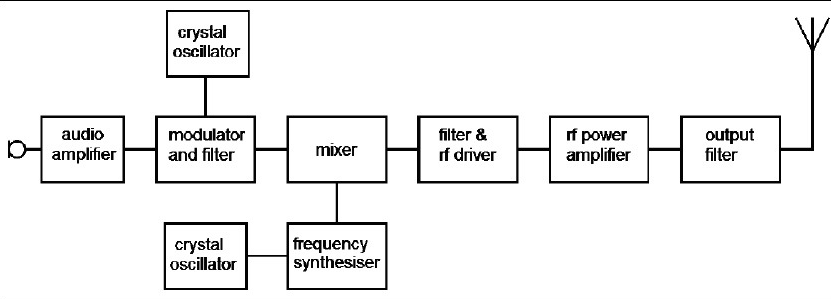 crystal
oscillator
audio
amplifier
modulator
and filter
mixer
filter &
rf driver
rf power
amplifier
output
filter
crystal
oscillator
frequency
synthesiser